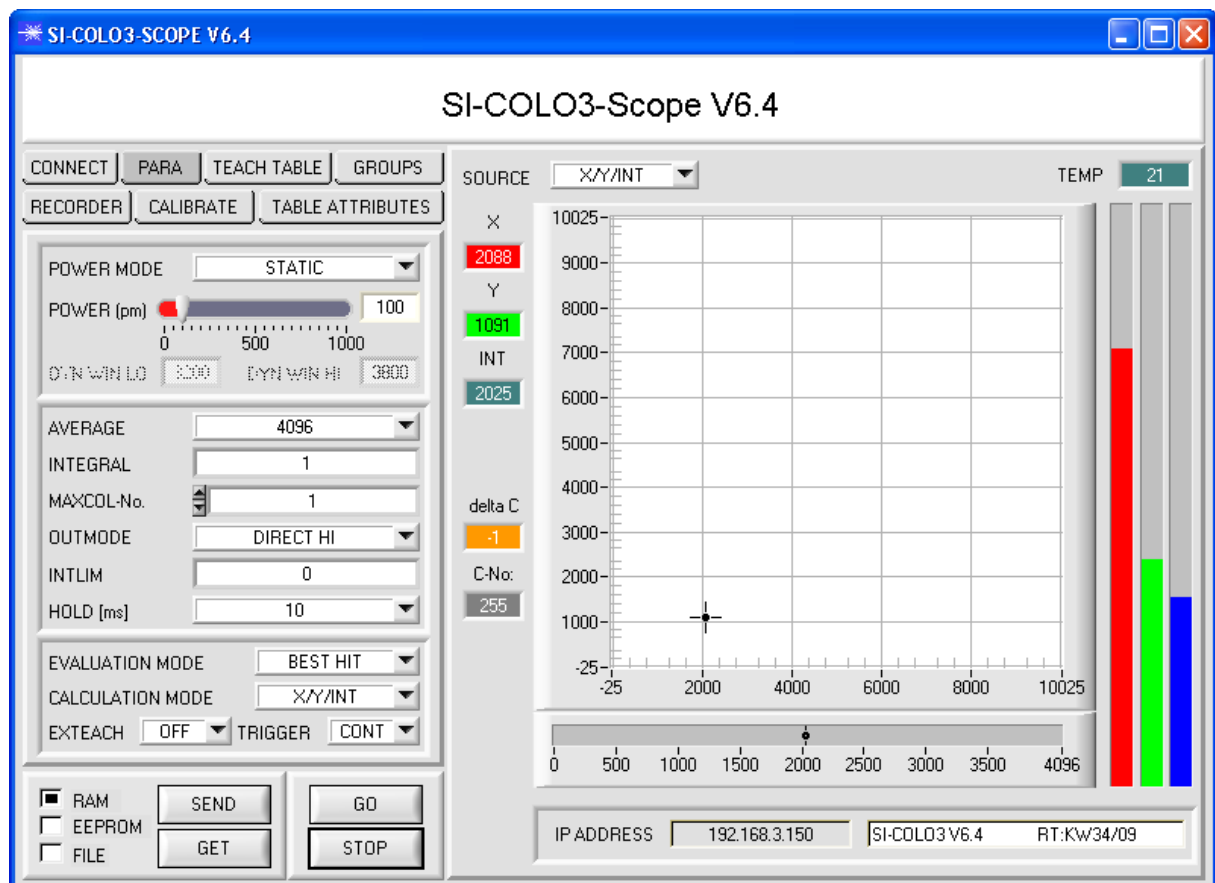 SI-COLO3-SCOPE V6.4
SI-COLO3-Scope V6.4
CONNECT PARA TEACH TABLE GROUPS
RECORDER CALIBRATE TABLE ATTRIBUTES
POWER MODE STATIC
POWER (pm) 100
0 500 1000
DYN WIN LO 3200 DYN WIN HI 3800
AVERAGE 4096
INTEGRAL 1
MAXCOL-No. 1
OUTMODE DIRECT HI
INTLIM 0
HOLD [ms] 10
EVALUATION MODE BEST HIT
CALCULATION MODE X/Y/INT
EXTEACH OFF TRIGGER CONT
RAM
EEPROM
FILE
SEND
GET
GO
STOP
SOURCE X/Y/INT TEMP 21
X
2088
Y
1091
INT
2025
delta C
-1
C-No:
255
10025
9000
8000
7000
6000
5000
4000
3000
2000
1000
-25
-25 2000 4000 6000 8000 10025
0 500 1000 1500 2000 2500 3000 3500 4096
IP ADDRESS 192.168.3.150 SI-COLO3 V6.4 RT:KW34/09